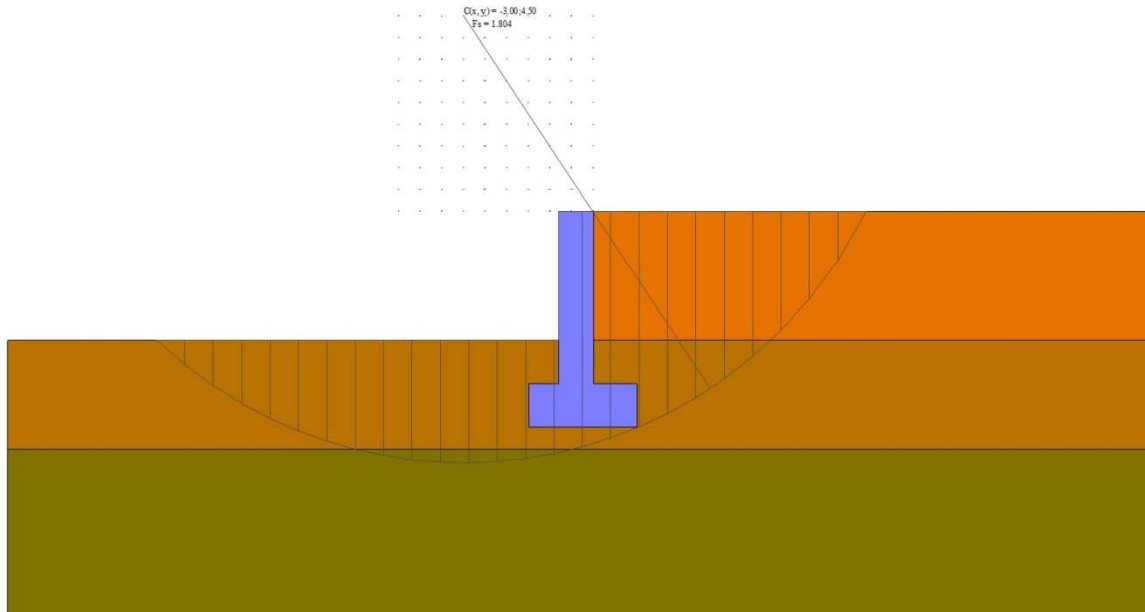 C(x, y) = -3,00;4,50
Fs = 1.804